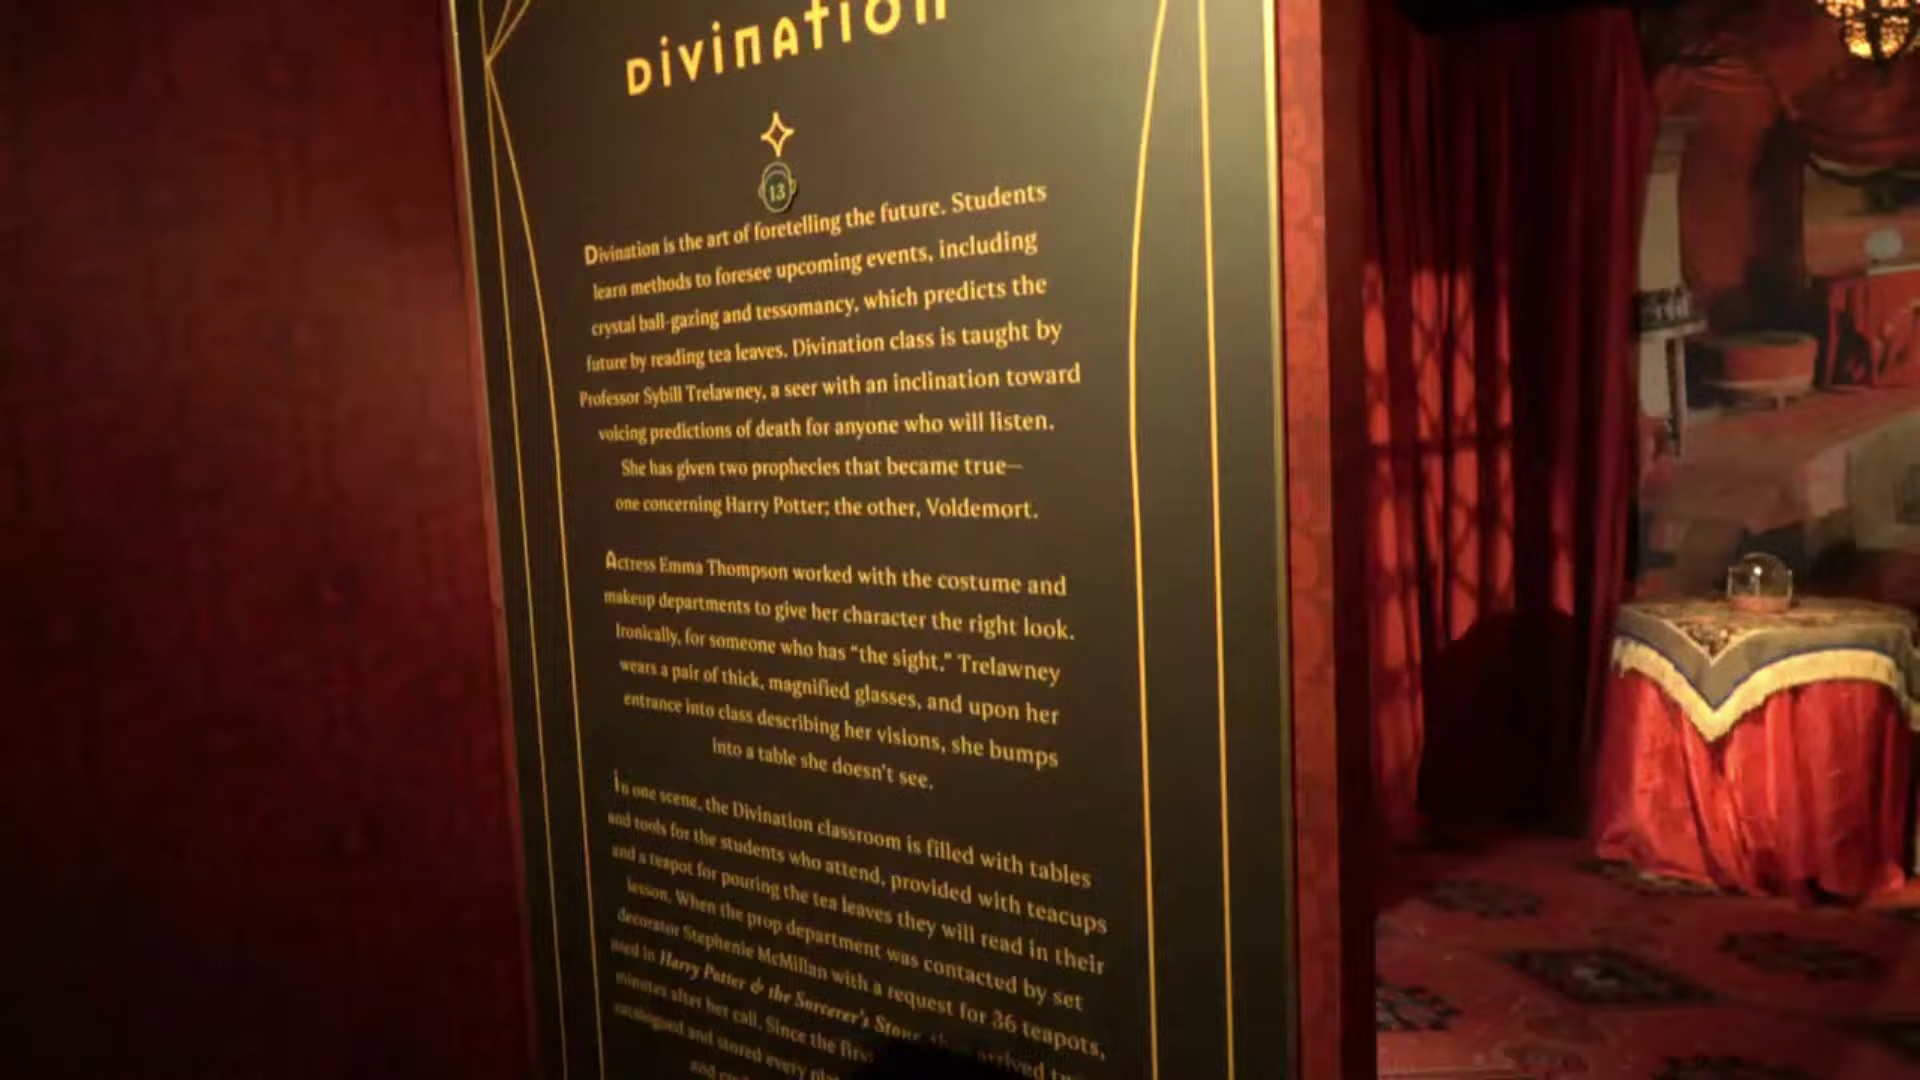 Divination
13
Divination is the art of foretelling the future. Students
learn methods to foresee upcoming events, including
crystal ball-gazing and tessomancy, which predicts the
future by reading tea leaves. Divination class is taught by
Professor Sybill Trelawney, a seer with an inclination toward
voicing predictions of death for anyone who will listen.
She has given two prophecies that became true—
one concerning Harry Potter; the other, Voldemort.
Actress Emma Thompson worked with the costume and
makeup departments to give her character the right look.
Ironically, for someone who has "the sight," Trelawney
wears a pair of thick, magnified glasses, and upon her
entrance into class describing her visions, she bumps
into a table she doesn't see.
In one scene, the Divination classroom is filled with tables
and tools for the students who attend, provided with teacups
and a teapot for pouring the tea leaves they will read in their
lesson. When the prop department was contacted by set
decorator Stephenie McMillan with a request for 36 teapots,
used in Harry Potter & the Sorcerer's Stone, arrived
minutes after her call. Since the first
catalogued and stored every
and